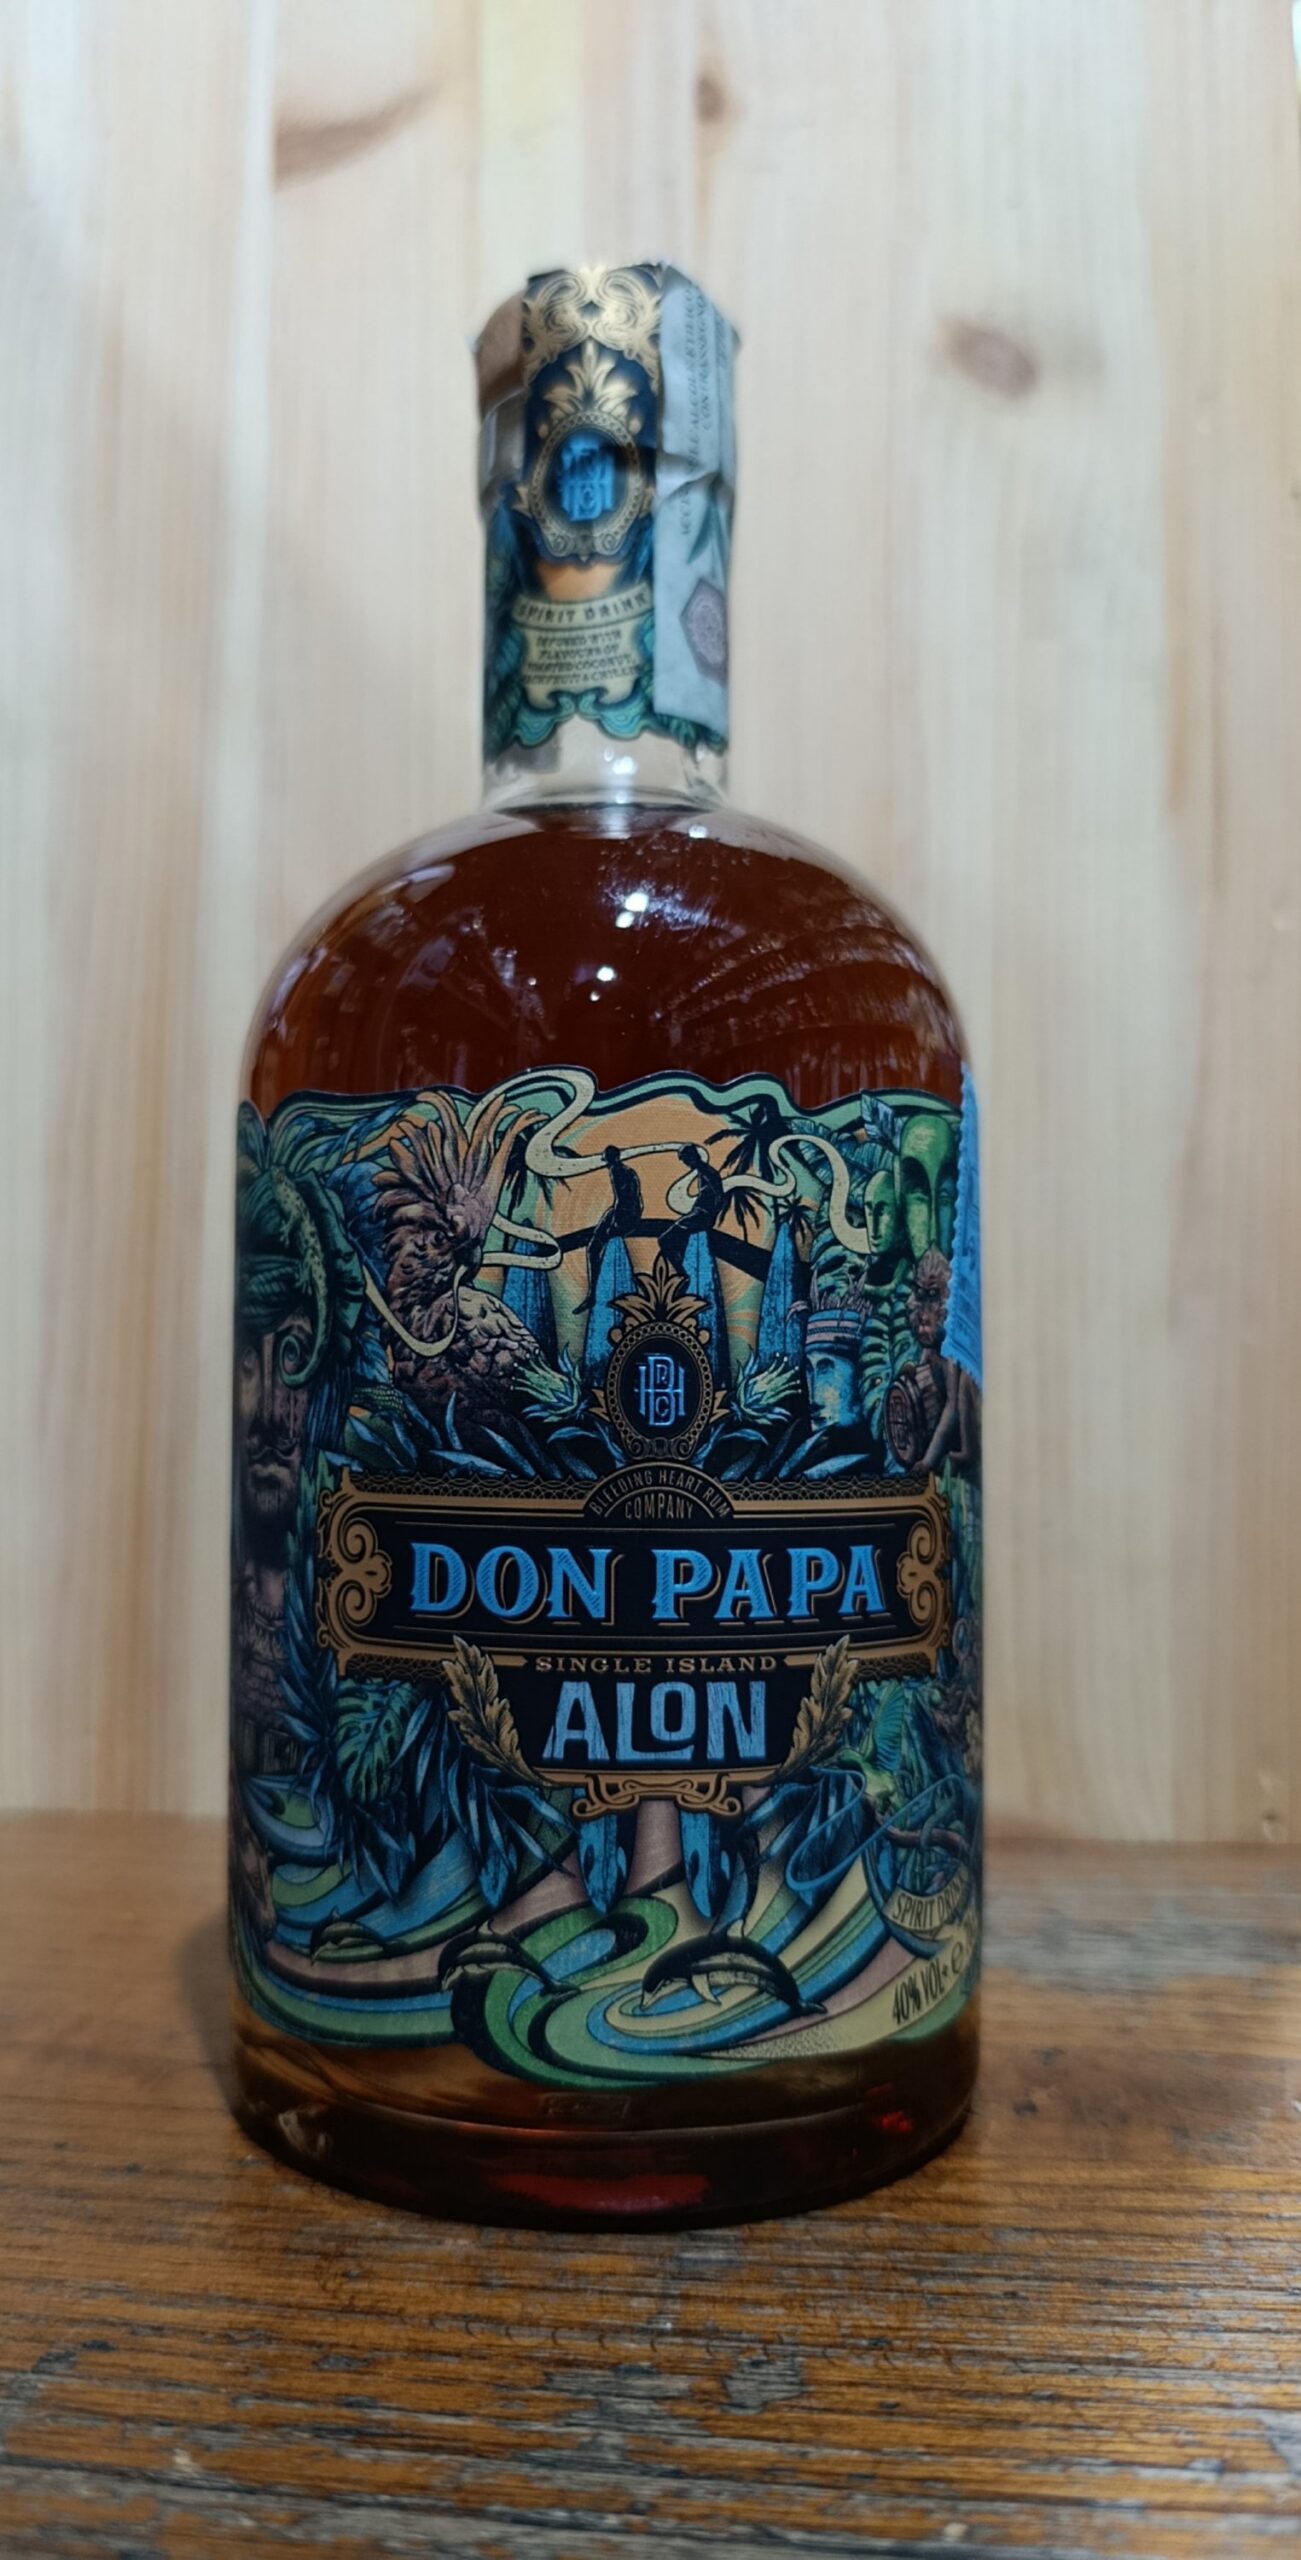 SPIRIT DRINK
INFUSED WITH
FLAVOURS OF
TOASTED COCONUT,
JACKFRUIT & CHILLI
BLEEDING HEART RUM
COMPANY
DON PAPA
SINGLE ISLAND
ALON
SPIRIT DRINK
40% VOL• e